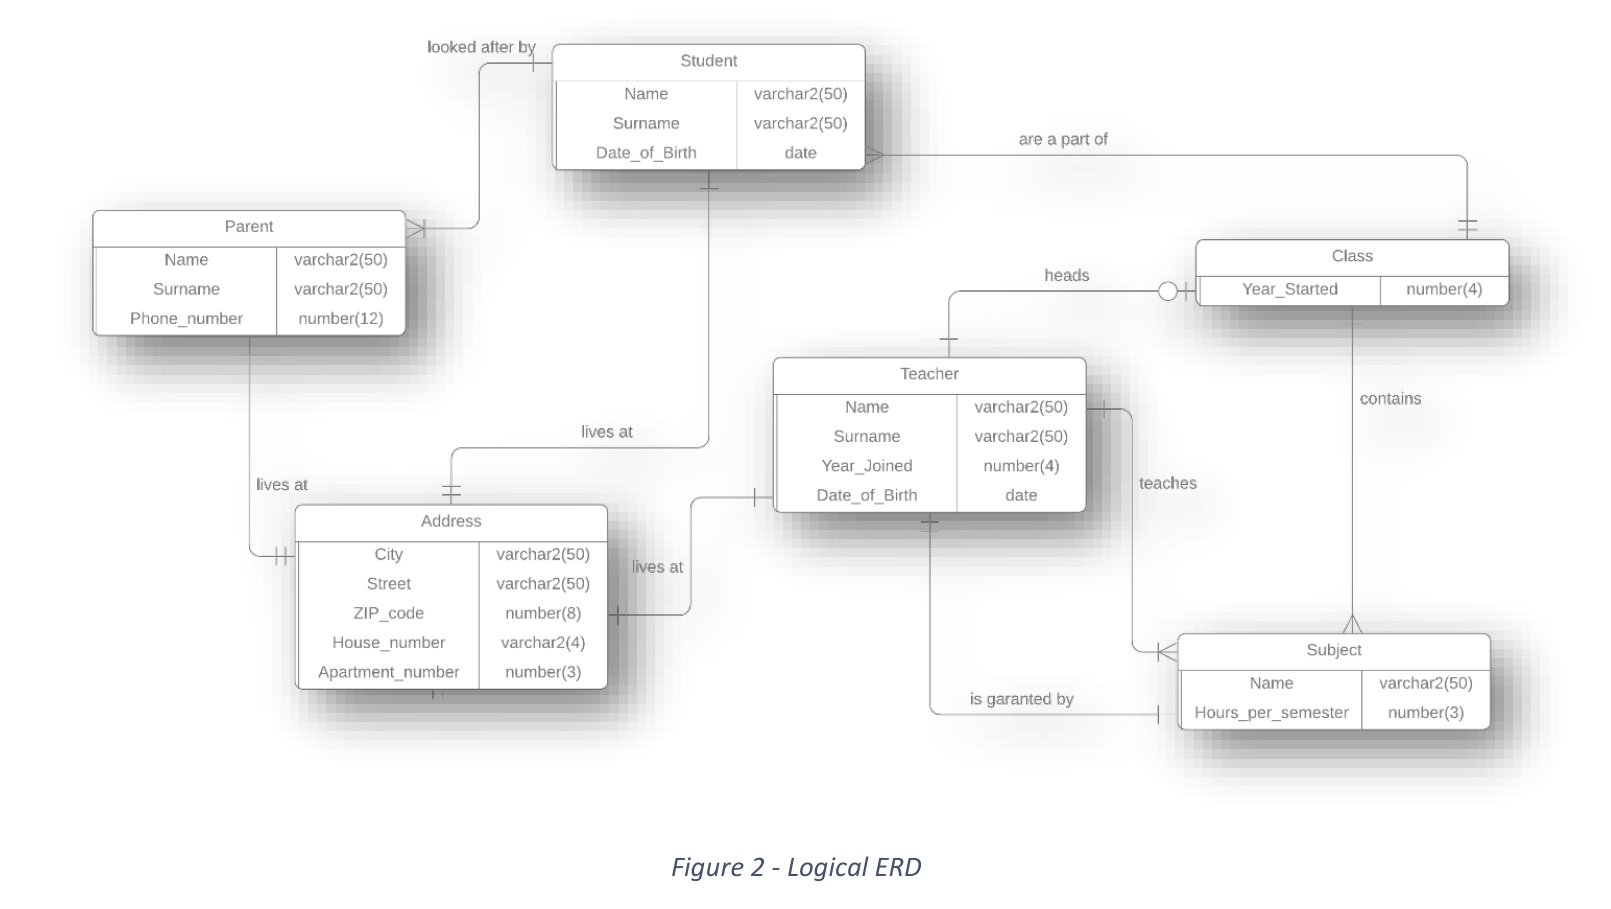 looked after by
Student
Name varchar2(50)
Surname varchar2(50)
Date_of_Birth date
are a part of
Parent
Name varchar2(50)
Surname varchar2(50)
Phone_number number(12)
Class
Year_Started number(4)
heads
Teacher
Name varchar2(50)
Surname varchar2(50)
Year_Joined number(4)
Date_of_Birth date
contains
lives at
lives at
teaches
Address
City varchar2(50)
Street varchar2(50)
ZIP_code number(8)
House_number varchar2(4)
Apartment_number number(3)
lives at
is garanted by
Subject
Name varchar2(50)
Hours_per_semester number(3)
Figure 2 - Logical ERD